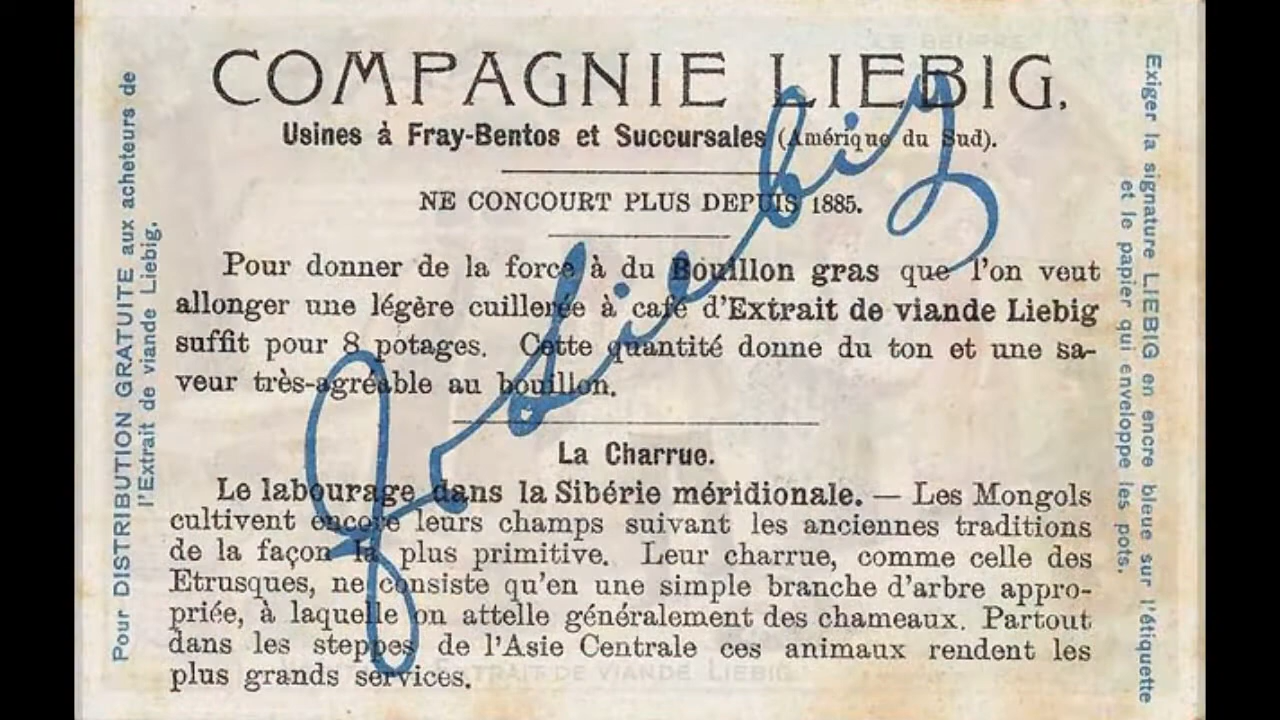 COMPAGNIE LIEBIG.
Usines à Fray-Bentos et Succursales (Amérique du Sud).
NE CONCOURT PLUS DEPUIS 1885.
Pour donner de la force à du Bouillon gras que l'on veut
allonger une légère cuillerée à café d'Extrait de viande Liebig
suffit pour 8 potages. Cette quantité donne du ton et une sa-
veur très-agréable au bouillon.
La Charrue.
Le labourage dans la Sibérie méridionale. — Les Mongols
cultivent encore leurs champs suivant les anciennes traditions
de la façon la plus primitive. Leur charrue, comme celle des
Etrusques, ne consiste qu'en une simple branche d'arbre appro-
priée, à laquelle on attelle généralement des chameaux. Partout
dans les steppes de l'Asie Centrale ces animaux rendent les
plus grands services.
Pour DISTRIBUTION GRATUITE aux acheteurs de
l'Extrait de viande Liebig.
Exiger la signature LIEBIG en encre bleue sur l'étiquette
et le papier qui enveloppe les pots.
J v Liebig
EXTRAIT DE VIANDE LIEBIG